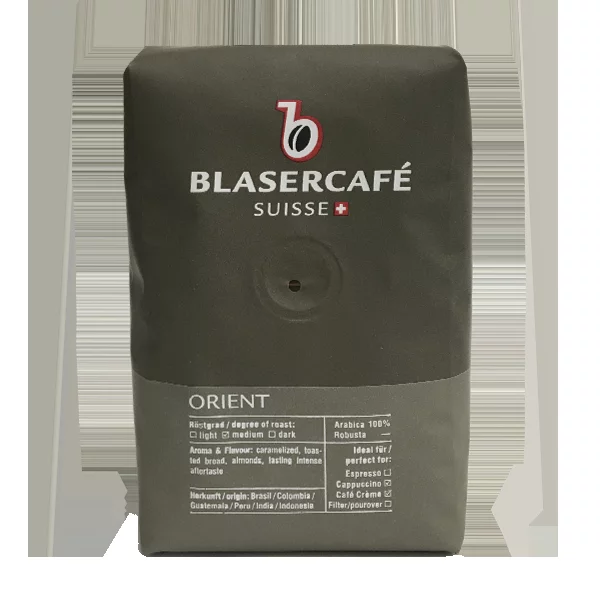 b
BLASERCAFÉ
SUISSE
ORIENT
Röstgrad / degree of roast:
☐ light ☑ medium ☐ dark
Aroma & Flavour: caramelized, toas-
ted bread, almonds, lasting intense
aftertaste
Herkunft / origin: Brasil / Colombia /
Guatemala / Peru / India / Indonesia
Arabica 100%
Robusta —
Ideal für /
perfect for:
Espresso ☐
Cappuccino ☑
Café Crème ☑
Filter/pourover ☐